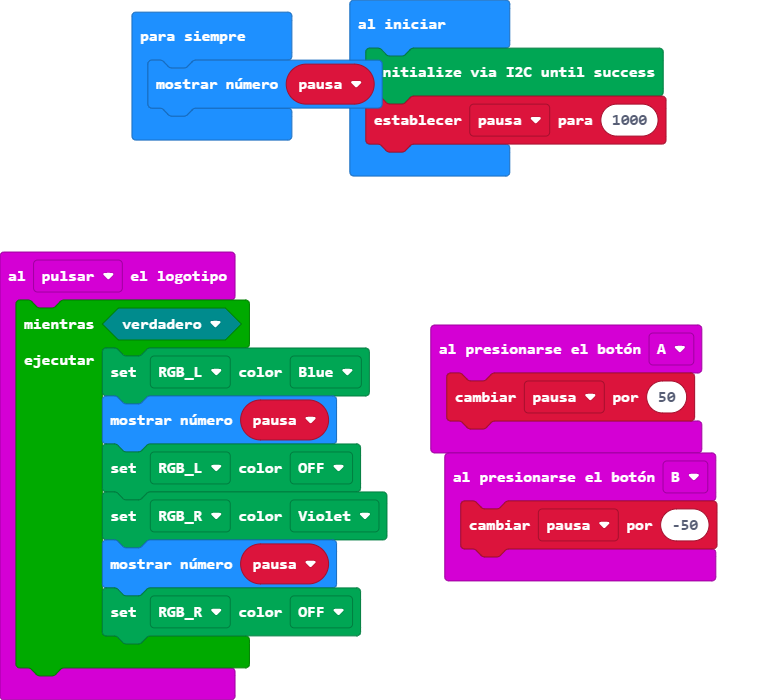 para siempre
mostrar número pausa
al iniciar
nitialize via I2C until success
establecer pausa para 1000
al pulsar el logotipo
mientras verdadero
ejecutar
set RGB_L color Blue
mostrar número pausa
set RGB_L color OFF
set RGB_R color Violet
mostrar número pausa
set RGB_R color OFF
al presionarse el botón A
cambiar pausa por 50
al presionarse el botón B
cambiar pausa por -50